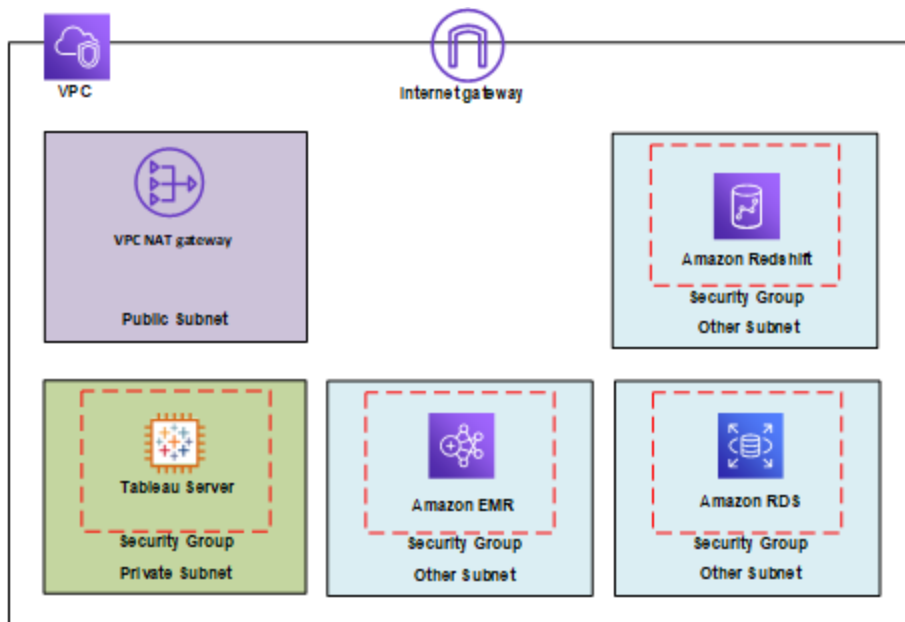 VPC
Internet gateway
VPC NAT gateway
Public Subnet
Amazon Redshift
Security Group
Other Subnet
Tableau Server
Security Group
Private Subnet
Amazon EMR
Security Group
Other Subnet
Amazon RDS
Security Group
Other Subnet